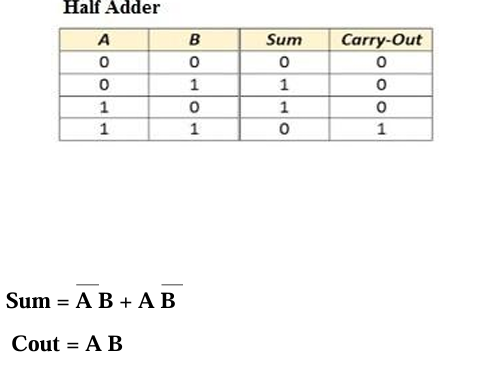 Half Adder
A B Sum Carry-Out
0 0 0 0
0 1 1 0
1 0 1 0
1 1 0 1
Sum = A̅ B + A B̅
Cout = A B